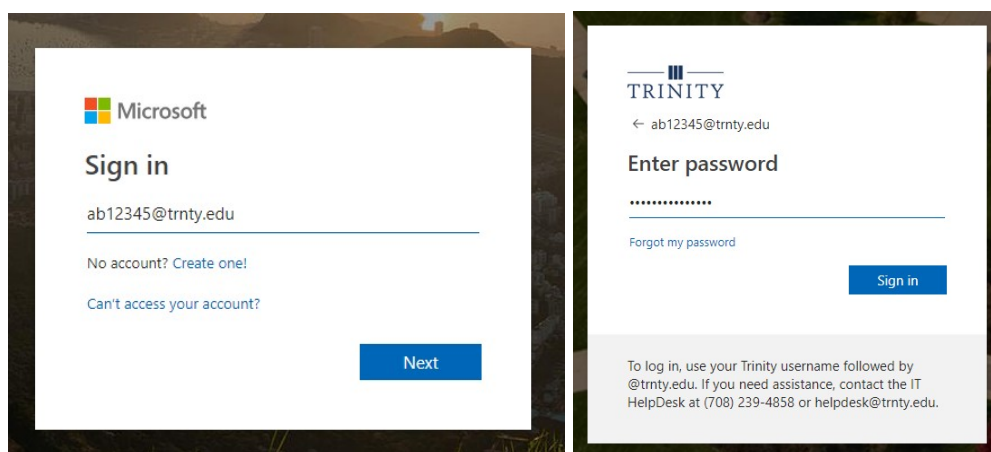 Microsoft
Sign in
ab12345@trnty.edu
No account? Create one!
Can't access your account?
Next
TRINITY
← ab12345@trnty.edu
Enter password
•••••••••••••••
Forgot my password
Sign in
To log in, use your Trinity username followed by
@trnty.edu. If you need assistance, contact the IT
HelpDesk at (708) 239-4858 or helpdesk@trnty.edu.